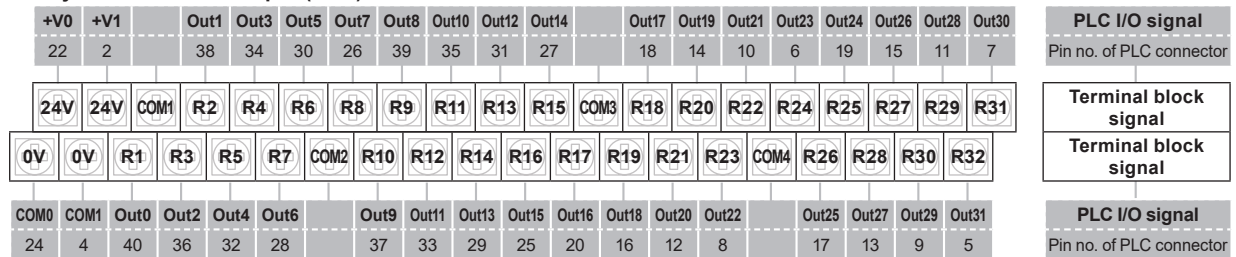 +V0 +V1 Out1 Out3 Out5 Out7 Out8 Out10 Out12 Out14 Out17 Out19 Out21 Out23 Out24 Out26 Out28 Out30 PLC I/O signal
22 2 38 34 30 26 39 35 31 27 18 14 10 6 19 15 11 7 Pin no. of PLC connector
24V 24V COM1 R2 R4 R6 R8 R9 R11 R13 R15 COM3 R18 R20 R22 R24 R25 R27 R29 R31 Terminal block
signal
0V 0V R1 R3 R5 R7 COM2 R10 R12 R14 R16 R17 R19 R21 R23 COM4 R26 R28 R30 R32 Terminal block
signal
COM0 COM1 Out0 Out2 Out4 Out6 Out9 Out11 Out13 Out15 Out16 Out18 Out20 Out22 Out25 Out27 Out29 Out31 PLC I/O signal
24 4 40 36 32 28 37 33 29 25 20 16 12 8 17 13 9 5 Pin no. of PLC connector